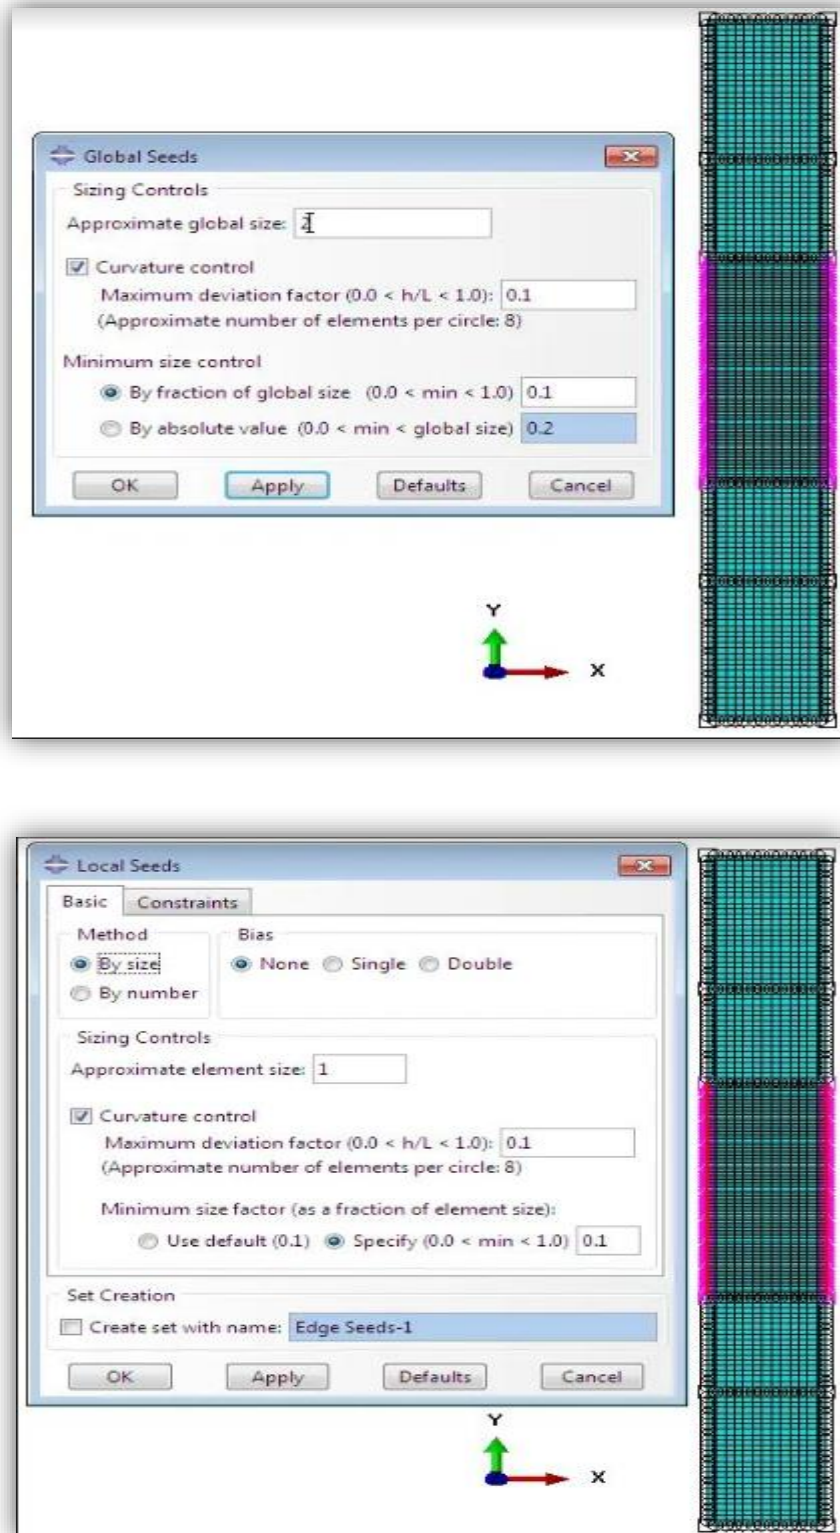 Global Seeds
Sizing Controls
Approximate global size: 2
Curvature control
Maximum deviation factor (0.0 < h/L < 1.0): 0.1
(Approximate number of elements per circle: 8)
Minimum size control
By fraction of global size (0.0 < min < 1.0) 0.1
By absolute value (0.0 < min < global size) 0.2
OK Apply Defaults Cancel
Y
X
Local Seeds
Basic Constraints
Method Bias
By size None Single Double
By number
Sizing Controls
Approximate element size: 1
Curvature control
Maximum deviation factor (0.0 < h/L < 1.0): 0.1
(Approximate number of elements per circle: 8)
Minimum size factor (as a fraction of element size):
Use default (0.1) Specify (0.0 < min < 1.0) 0.1
Set Creation
Create set with name: Edge Seeds-1
OK Apply Defaults Cancel
Y
X